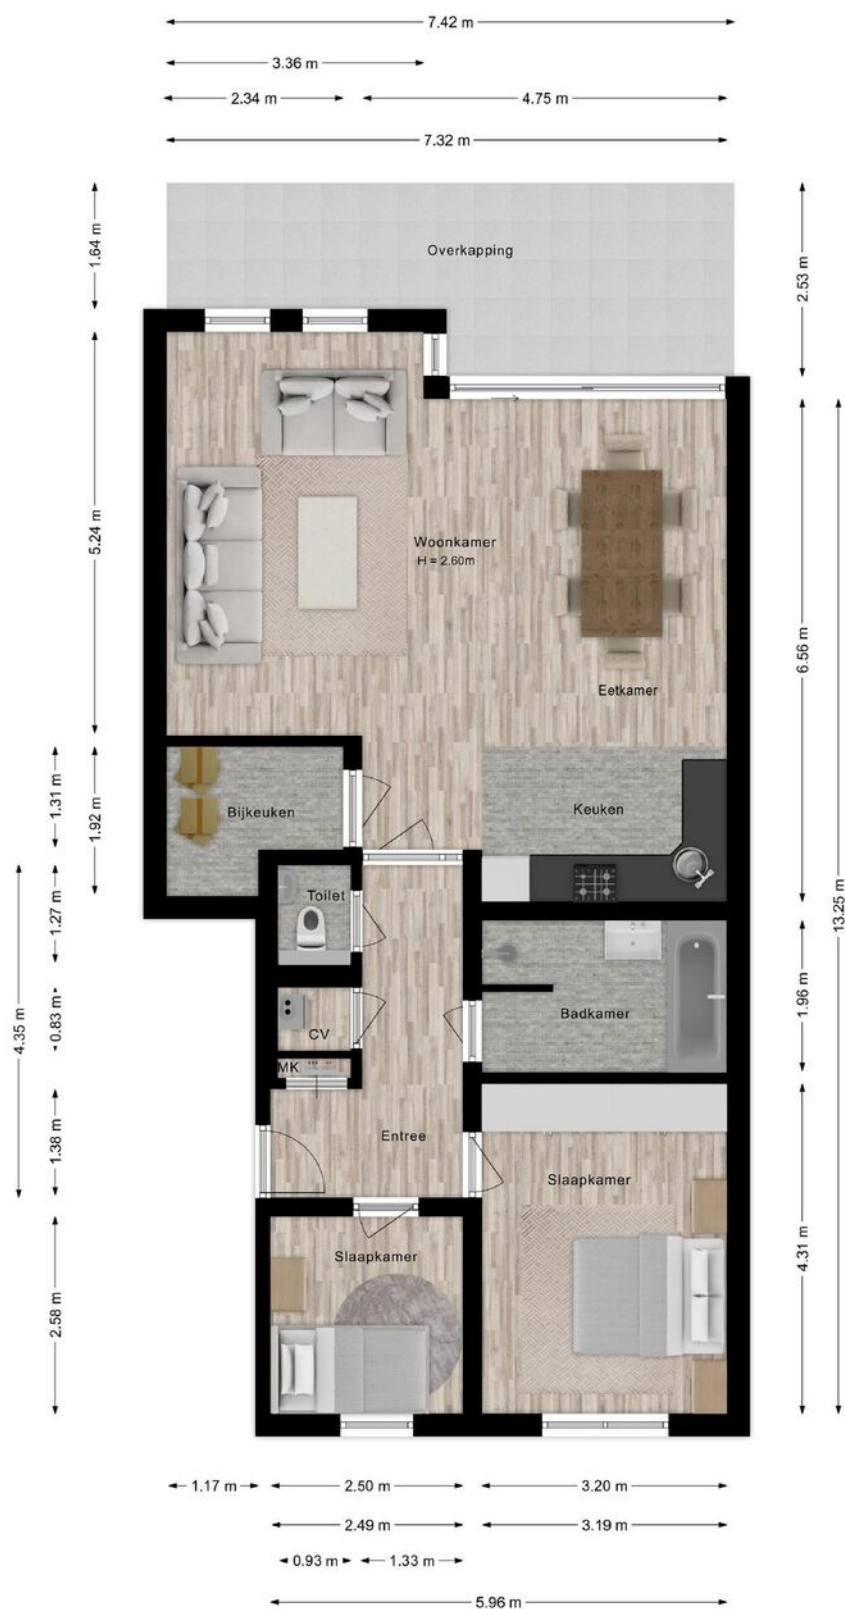 7.42 m
3.36 m
2.34 m
4.75 m
7.32 m
1.64 m
2.53 m
Overkapping
5.24 m
Woonkamer
H = 2.60m
6.56 m
Eetkamer
1.31 m
1.92 m
Bijkeuken
Keuken
13.25 m
1.27 m
Toilet
4.35 m
0.83 m
CV
Badkamer
1.96 m
MK
1.38 m
Entree
Slaapkamer
4.31 m
Slaapkamer
2.58 m
1.17 m
2.50 m
3.20 m
2.49 m
3.19 m
0.93 m
1.33 m
5.96 m